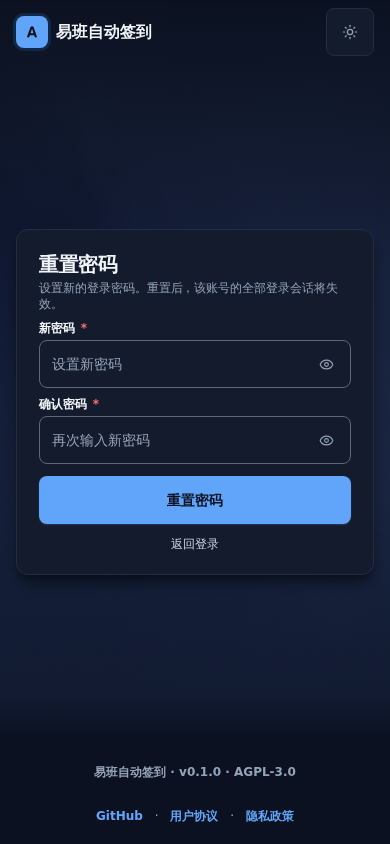 A 易班自动签到
重置密码
设置新的登录密码。重置后，该账号的全部登录会话将失
效。
新密码 *
设置新密码
确认密码 *
再次输入新密码
重置密码
返回登录
易班自动签到 · v0.1.0 · AGPL-3.0
GitHub · 用户协议 · 隐私政策